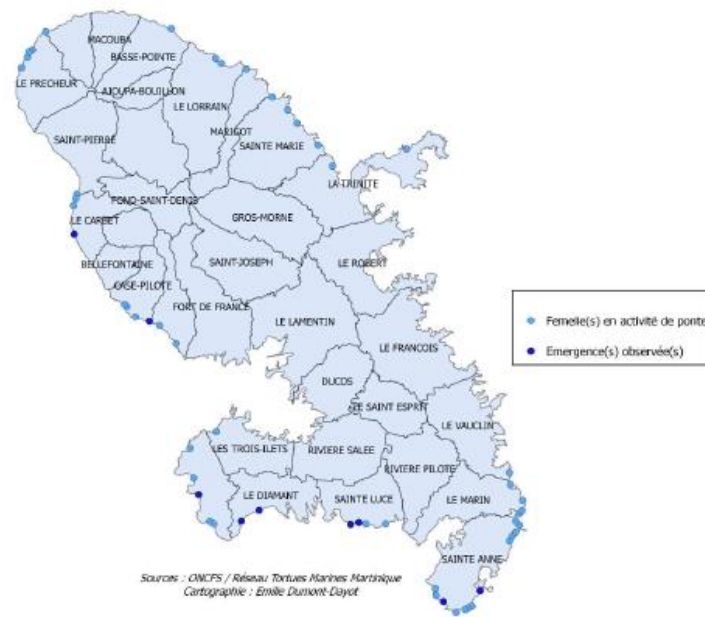 MACOUBA
BASSE-POINTE
LE PRECHEUR
AJOUPA-BOUILLON
LE LORRAIN
SAINT-PIERRE
MARIGOT
SAINTE MARIE
LA TRINITE
FOND-SAINT-DENIS
LE CARBET
GROS-MORNE
BELLEFONTAINE
SAINT-JOSEPH
LE ROBERT
CASE-PILOTE
FORT DE FRANCE
LE LAMENTIN
LE FRANCOIS
DUCOS
LE SAINT ESPRIT
LE VAUCLIN
LES TROIS-ILETS
RIVIERE SALEE
RIVIERE PILOTE
LE DIAMANT
SAINTE LUCE
LE MARIN
SAINTE ANNE
Femelle(s) en activité de ponte
Emergence(s) observée(s)
Sources : ONCFS / Réseau Tortues Marines Martinique
Cartographie : Emilie Dumont-Dayot